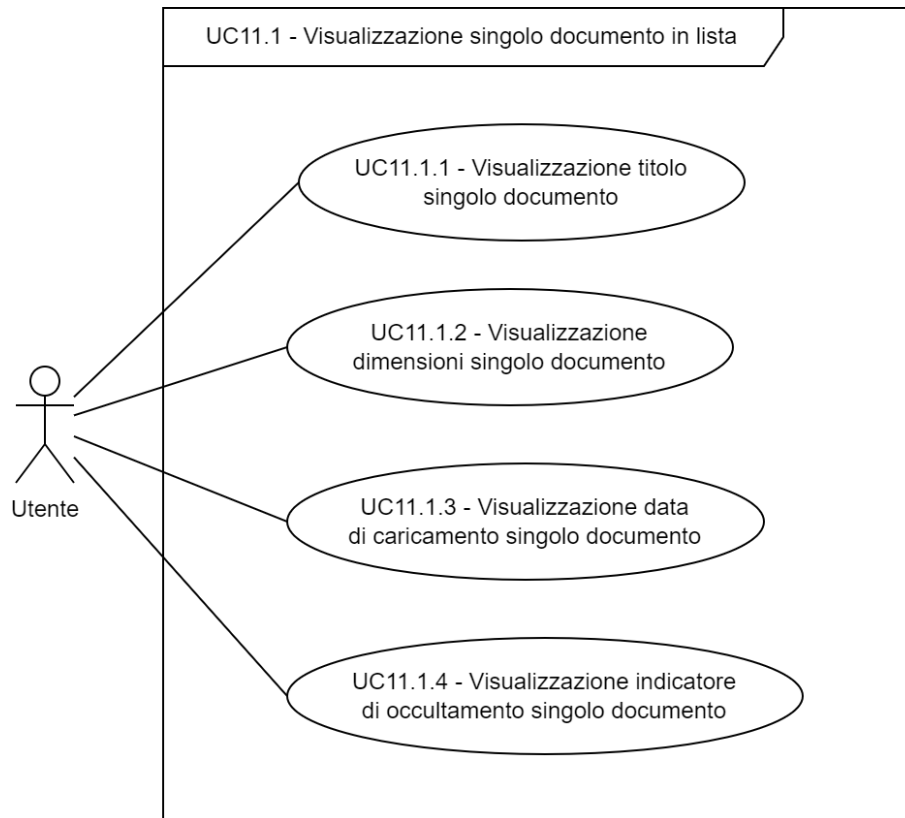 UC11.1 - Visualizzazione singolo documento in lista
UC11.1.1 - Visualizzazione titolo
singolo documento
UC11.1.2 - Visualizzazione
dimensioni singolo documento
Utente
UC11.1.3 - Visualizzazione data
di caricamento singolo documento
UC11.1.4 - Visualizzazione indicatore
di occultamento singolo documento